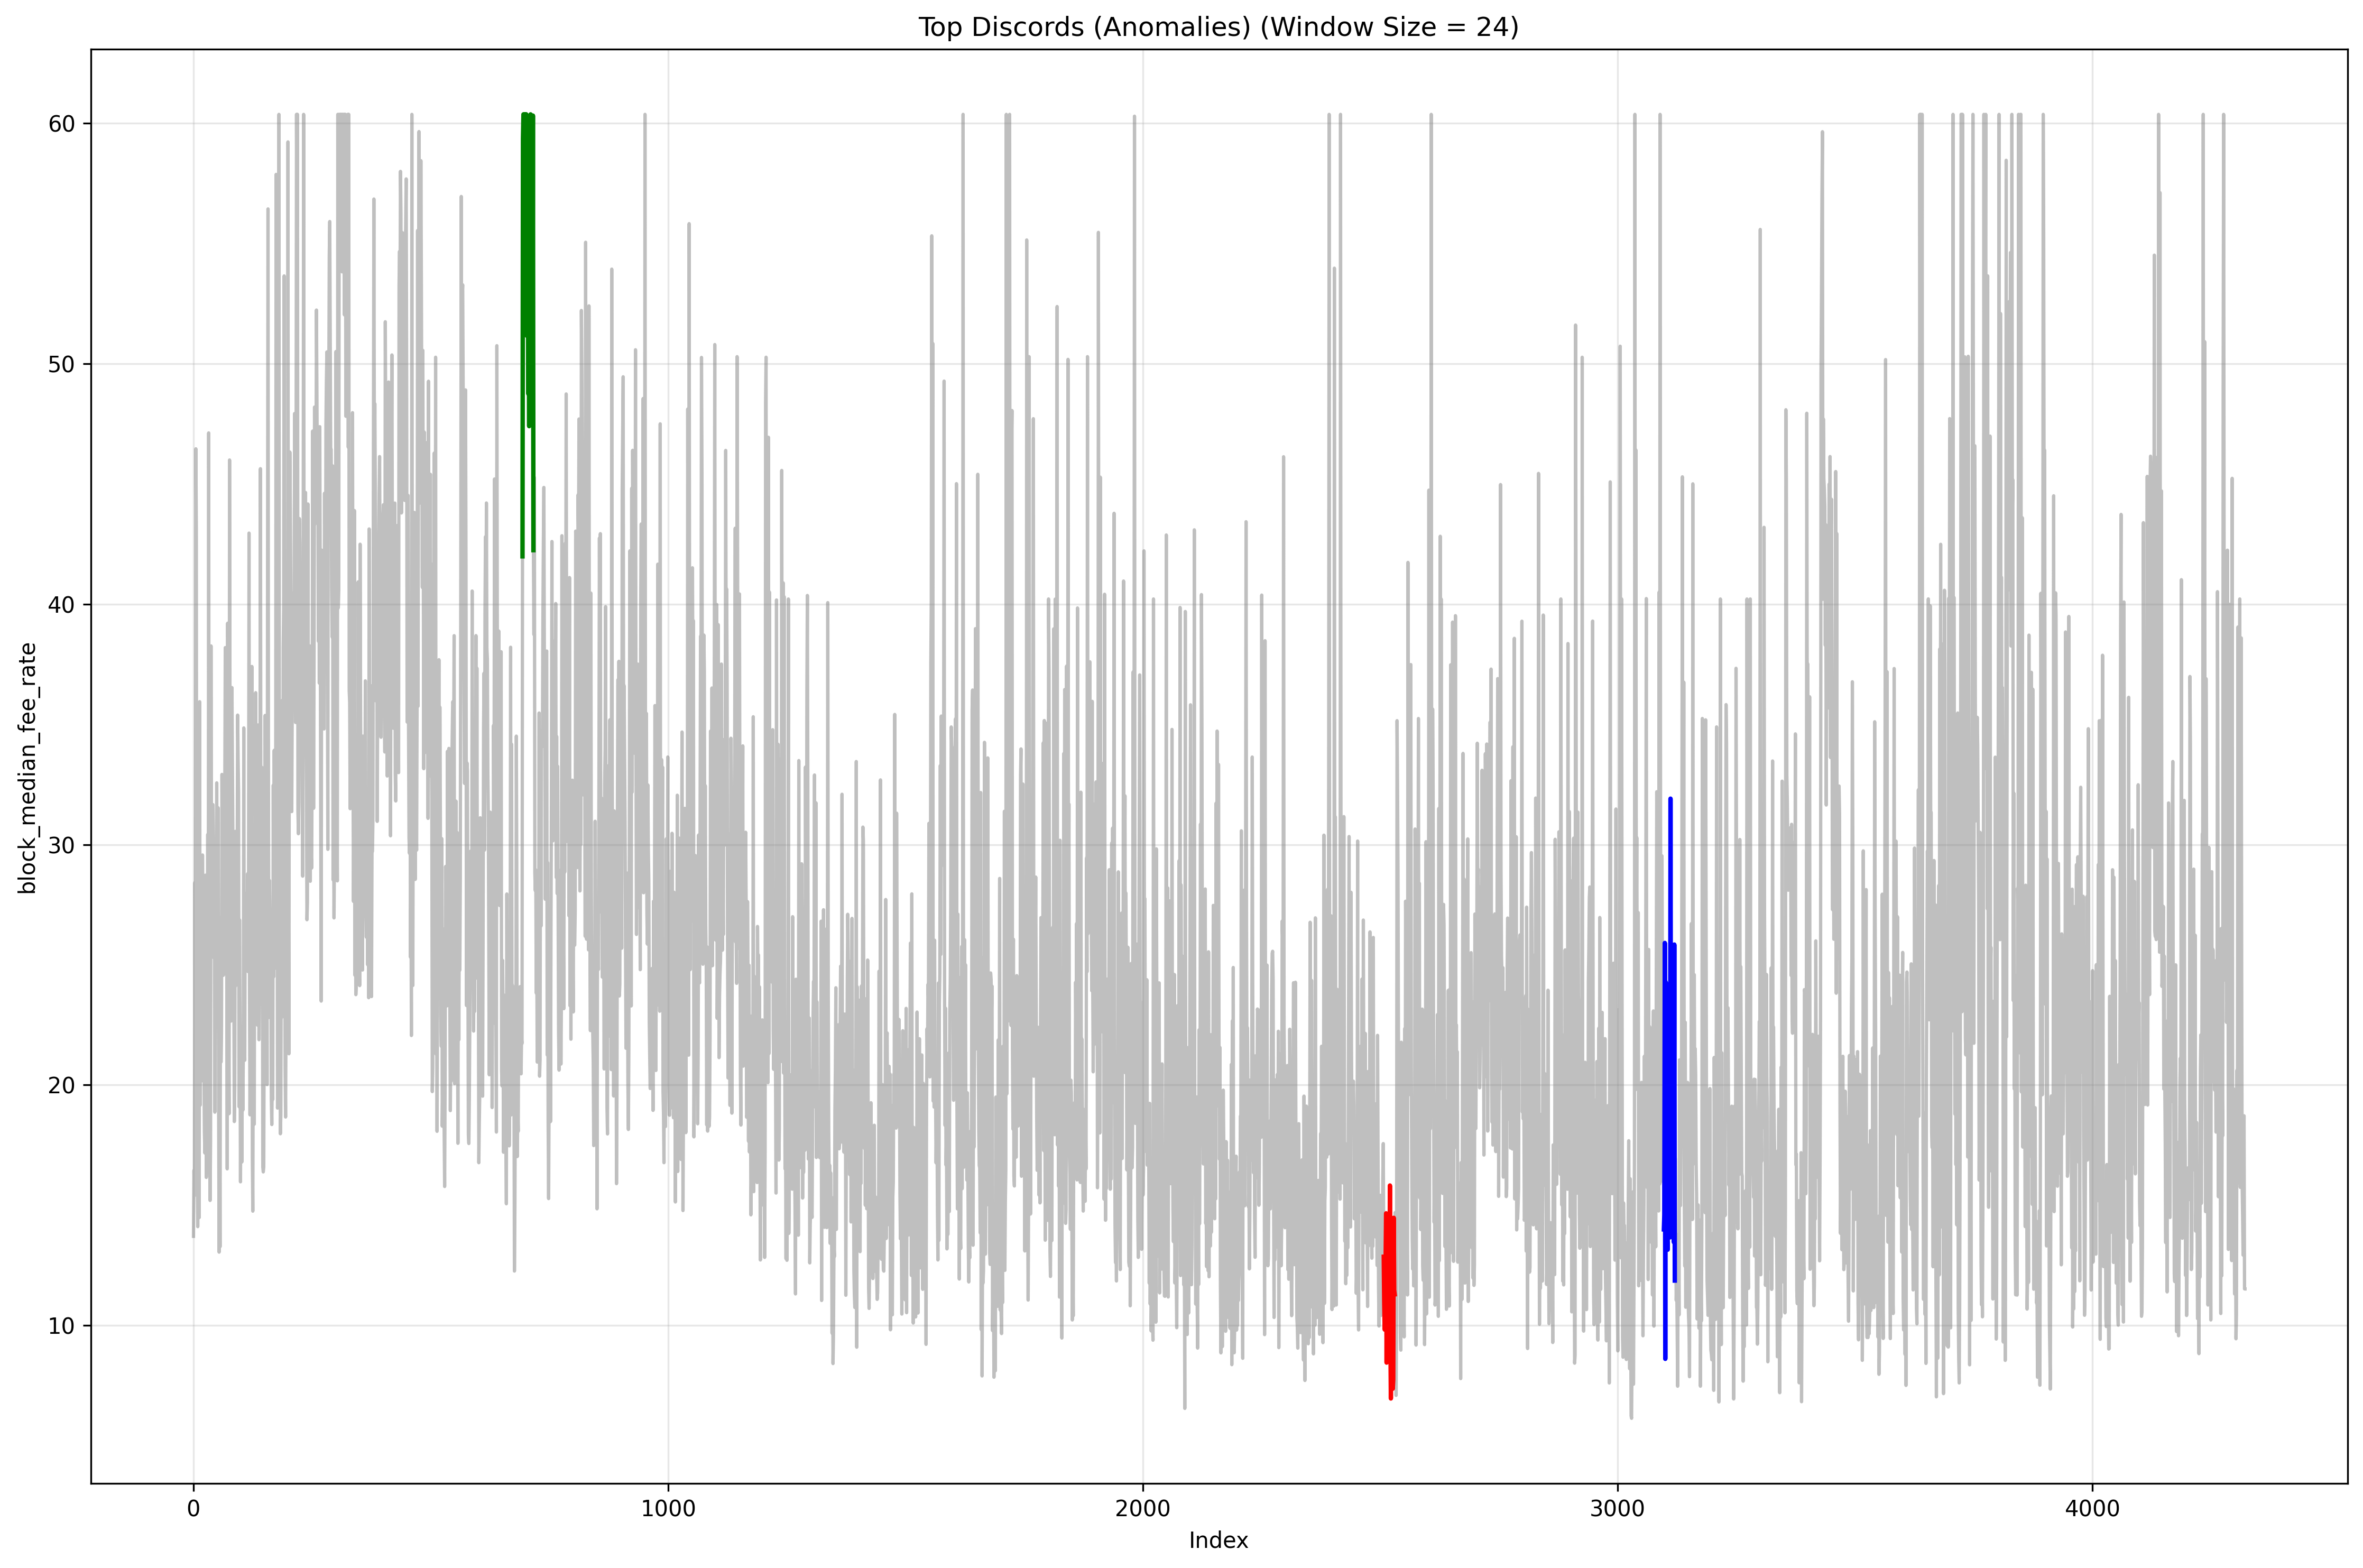 Top Discords (Anomalies) (Window Size = 24)
60
50
40
30
20
10
block_median_fee_rate
0 1000 2000 3000 4000
Index